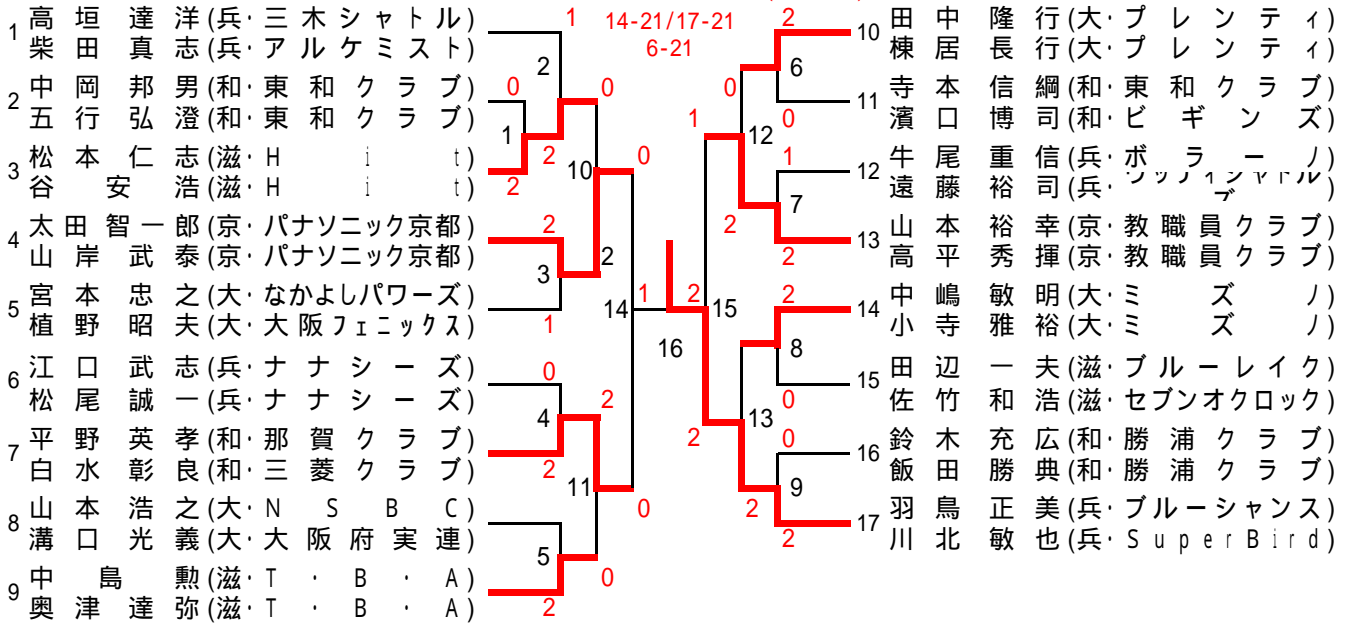 1 高垣達洋(兵・三木シャトル)
柴田真志(兵・アルケミスト)
2 中岡邦男(和・東和クラブ)
五行弘澄(和・東和クラブ)
3 松本仁志(滋・Hit)
谷安浩(滋・Hit)
4 太田智一郎(京・パナソニック京都)
山岸武泰(京・パナソニック京都)
5 宮本忠之(大・なかよしパワーズ)
植野昭夫(大・大阪フェニックス)
6 江口武志(兵・ナナシーズ)
松尾誠一(兵・ナナシーズ)
7 平野英孝(和・那賀クラブ)
白水彰良(和・三菱クラブ)
8 山本浩之(大・NSBC)
溝口光義(大・大阪府実連)
9 中島勲(滋・T・B・A)
奥津達弥(滋・T・B・A)
1
2
0
0
1
2
2
10
0
2
3
2
1
14
1
0
4
2
2
11
0
5
0
2
14-21/17-21
6-21
16
2
2
6
0
0
1
12
1
7
2
2
15
2
8
0
13
2
0
9
2
2
10 田中隆行(大・プレンティ)
棟居長行(大・プレンティ)
11 寺本信綱(和・東和クラブ)
濱口博司(和・ビギンズ)
12 牛尾重信(兵・ボラーノ)
遠藤裕司(兵・
13 山本裕幸(京・教職員クラブ)
高平秀揮(京・教職員クラブ)
14 中嶋敏明(大・ミズノ)
小寺雅裕(大・ミズノ)
15 田辺一夫(滋・ブルーレイク)
佐竹和浩(滋・セブンオクロック)
16 鈴木充広(和・勝浦クラブ)
飯田勝典(和・勝浦クラブ)
17 羽鳥正美(兵・ブルーシャンス)
川北敏也(兵・SuperBird)